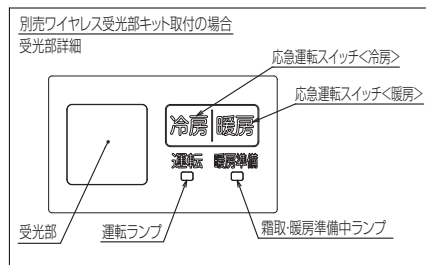 別売ワイヤレス受光部キット取付の場合
受光部詳細
応急運転スイッチ<冷房>
応急運転スイッチ<暖房>
冷房 暖房
運転 暖房準備
受光部
運転ランプ
霜取・暖房準備中ランプ